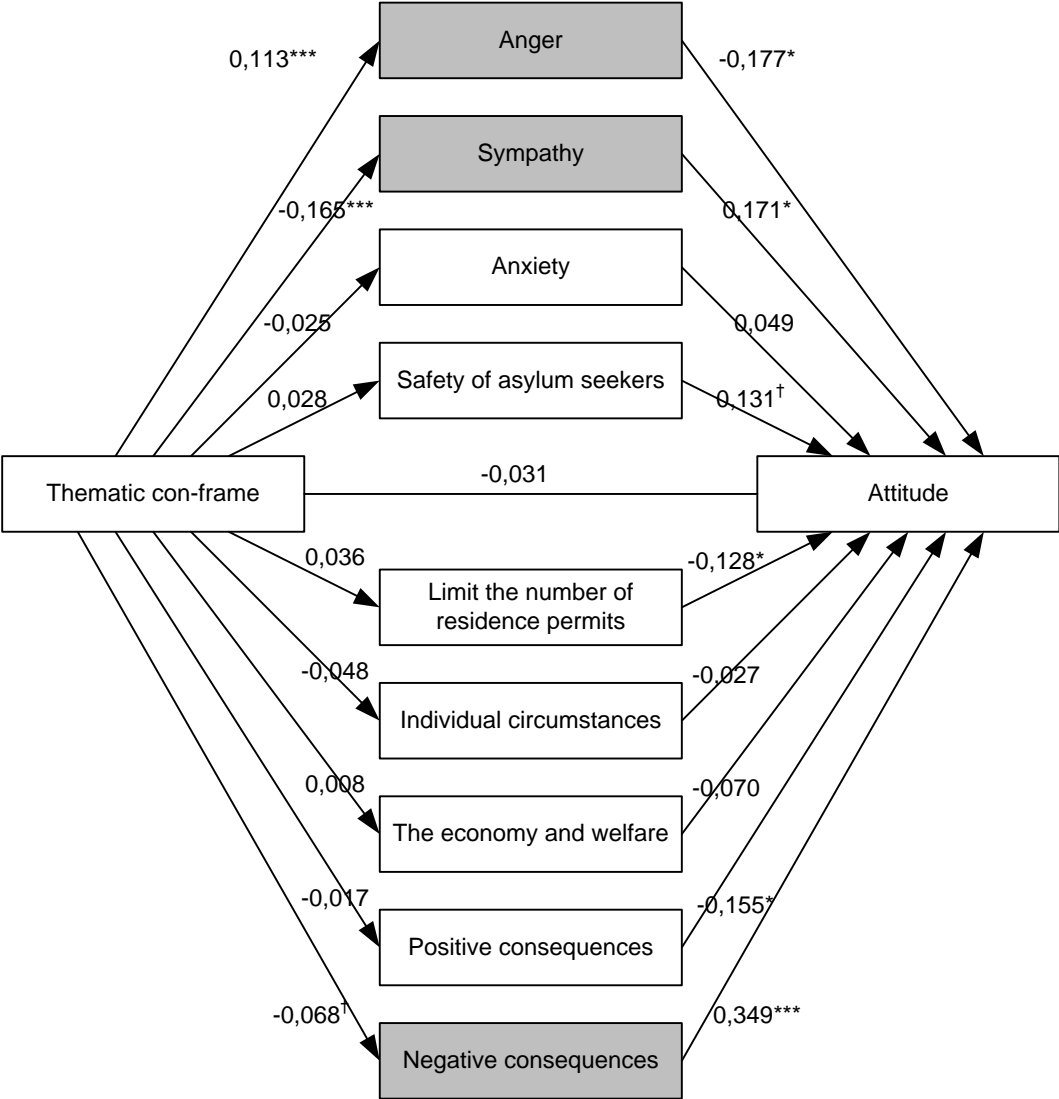 Anger
0,113***
-0,177*
Sympathy
-0,165***
0,171*
Anxiety
-0,025
0,049
Safety of asylum seekers
0,028
0,131†
-0,031
Thematic con-frame
Attitude
0,036
-0,128*
Limit the number of
residence permits
-0,048
-0,027
Individual circumstances
0,008
-0,070
The economy and welfare
-0,017
-0,155*
Positive consequences
-0,068†
0,349***
Negative consequences